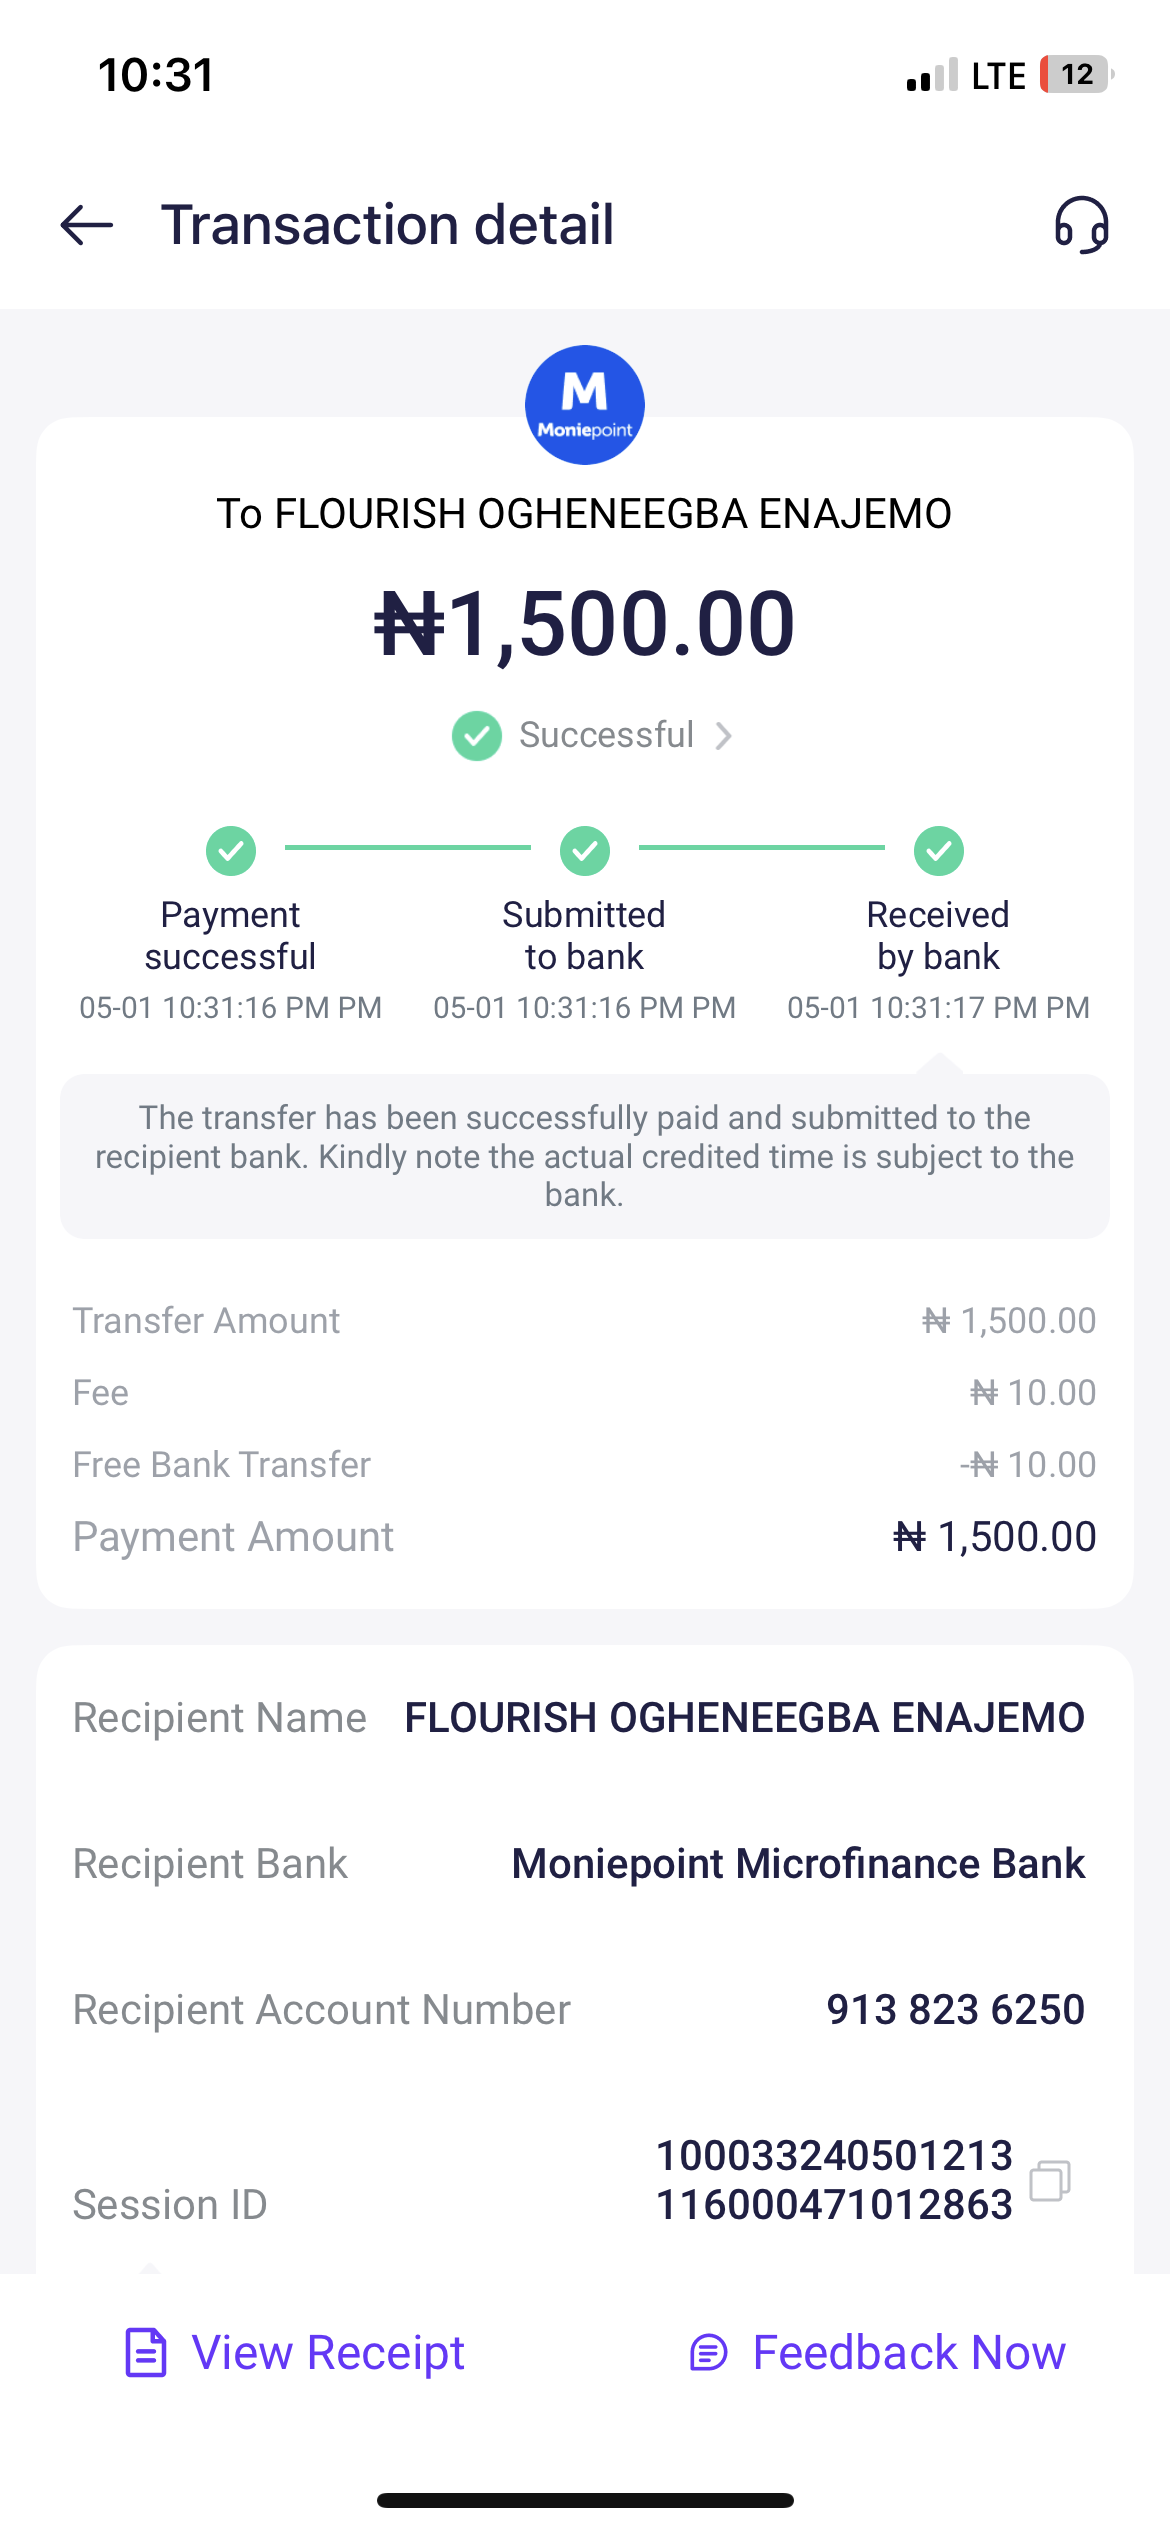 10:31
LTE 12
Transaction detail
M
Moniepoint
To FLOURISH OGHENEEGBA ENAJEMO
₦1,500.00
Successful
Payment
successful
05-01 10:31:16 PM PM
Submitted
to bank
05-01 10:31:16 PM PM
Received
by bank
05-01 10:31:17 PM PM
The transfer has been successfully paid and submitted to the
recipient bank. Kindly note the actual credited time is subject to the
bank.
Transfer Amount ₦ 1,500.00
Fee ₦ 10.00
Free Bank Transfer -₦ 10.00
Payment Amount ₦ 1,500.00
Recipient Name FLOURISH OGHENEEGBA ENAJEMO
Recipient Bank Moniepoint Microfinance Bank
Recipient Account Number 913 823 6250
Session ID 100033240501213
116000471012863
View Receipt
Feedback Now